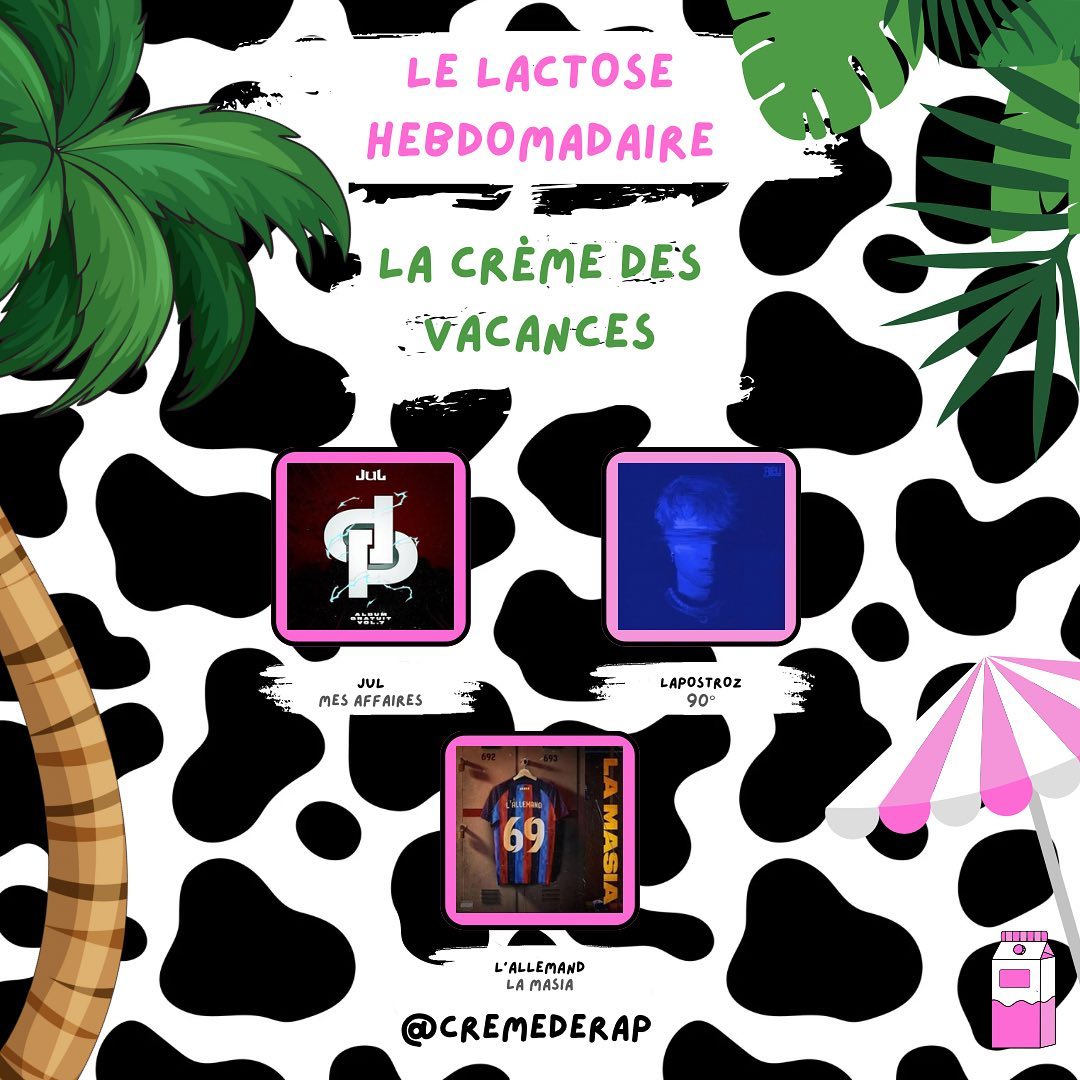 LE LACTOSE
HEBDOMADAIRE
LA CRÈME DES
VACANCES
JUL
ALBUM
GRATUIT
VOL.7
JUL
MES AFFAIRES
LAPOSTROZ
90°
692
693
L'ALLEMAND
69
LA MASIA
L'ALLEMAND
LA MASIA
@CREMEDERAP